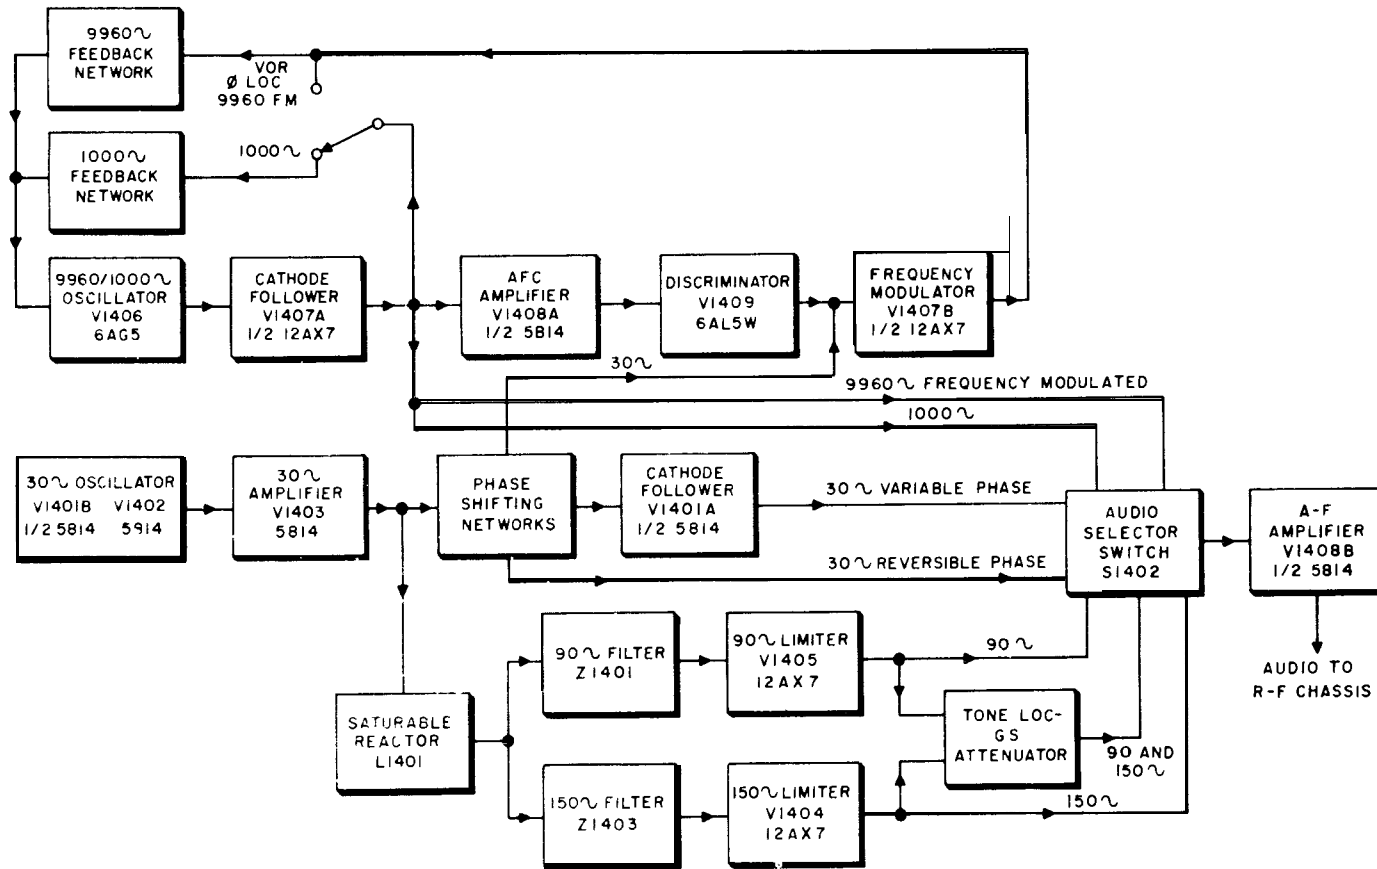 9960∿
FEEDBACK
NETWORK
VOR
Ø LOC
9960 FM
1000∿
FEEDBACK
NETWORK
1000∿
9960/1000∿
OSCILLATOR
V1406
6AG5
CATHODE
FOLLOWER
V1407A
1/2 12AX7
AFC
AMPLIFIER
V1408A
1/2 5814
DISCRIMINATOR
V1409
6AL5W
FREQUENCY
MODULATOR
V1407B
1/2 12AX7
30∿
9960∿ FREQUENCY MODULATED
1000∿
30∿ OSCILLATOR
V1401B V1402
1/2 5814 5914
30∿
AMPLIFIER
V1403
5814
PHASE
SHIFTING
NETWORKS
CATHODE
FOLLOWER
V1401A
1/2 5814
30∿ VARIABLE PHASE
30∿ REVERSIBLE PHASE
AUDIO
SELECTOR
SWITCH
S1402
A-F
AMPLIFIER
V1408B
1/2 5814
AUDIO TO
R-F CHASSIS
SATURABLE
REACTOR
L1401
90∿ FILTER
Z1401
90∿ LIMITER
V1405
12AX7
90∿
TONE LOC-
GS
ATTENUATOR
90 AND
150∿
150∿ FILTER
Z1403
150∿ LIMITER
V1404
12AX7
150∿